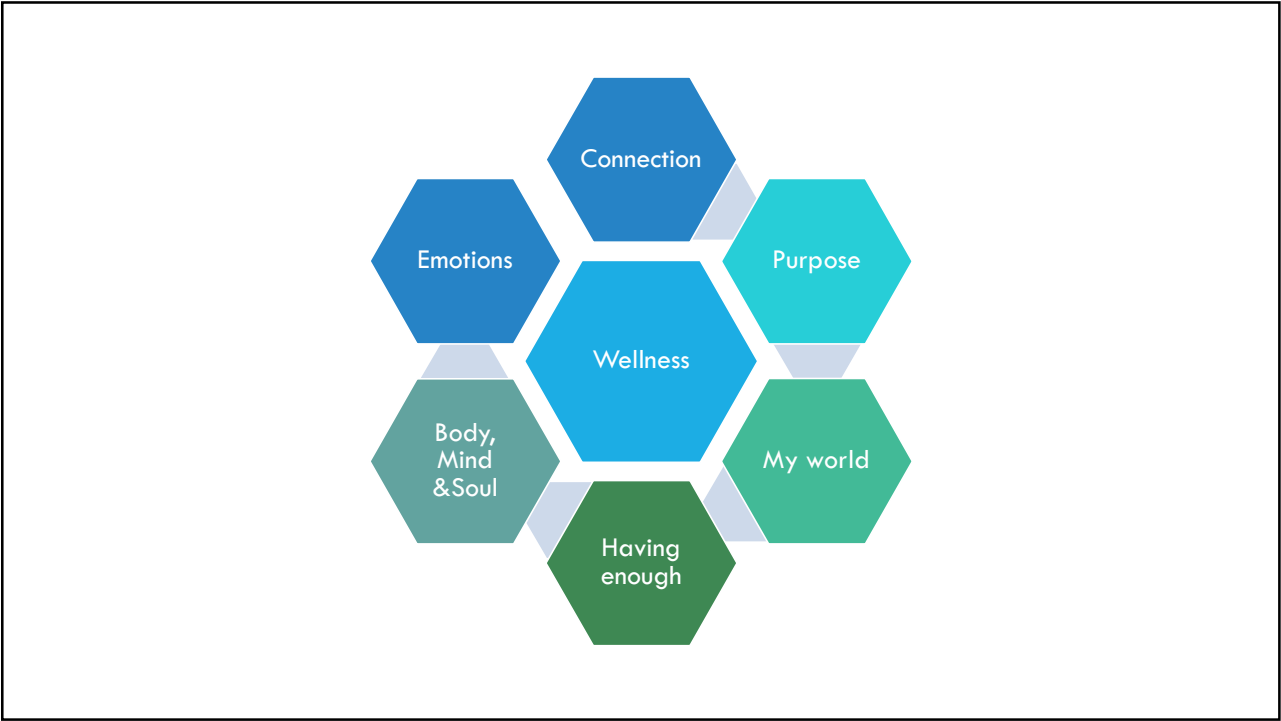 Connection
Emotions
Purpose
Wellness
Body,
Mind
&Soul
My world
Having
enough